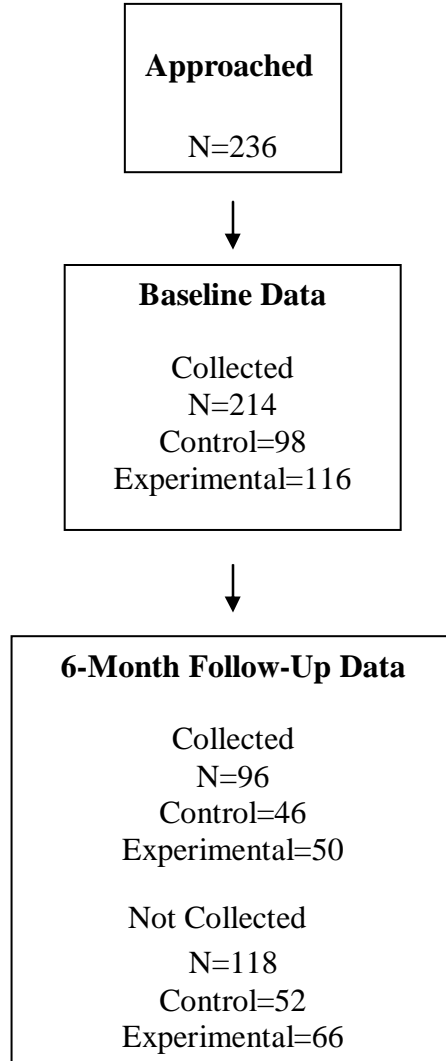 Approached
N=236
Baseline Data
Collected
N=214
Control=98
Experimental=116
6-Month Follow-Up Data
Collected
N=96
Control=46
Experimental=50
Not Collected
N=118
Control=52
Experimental=66